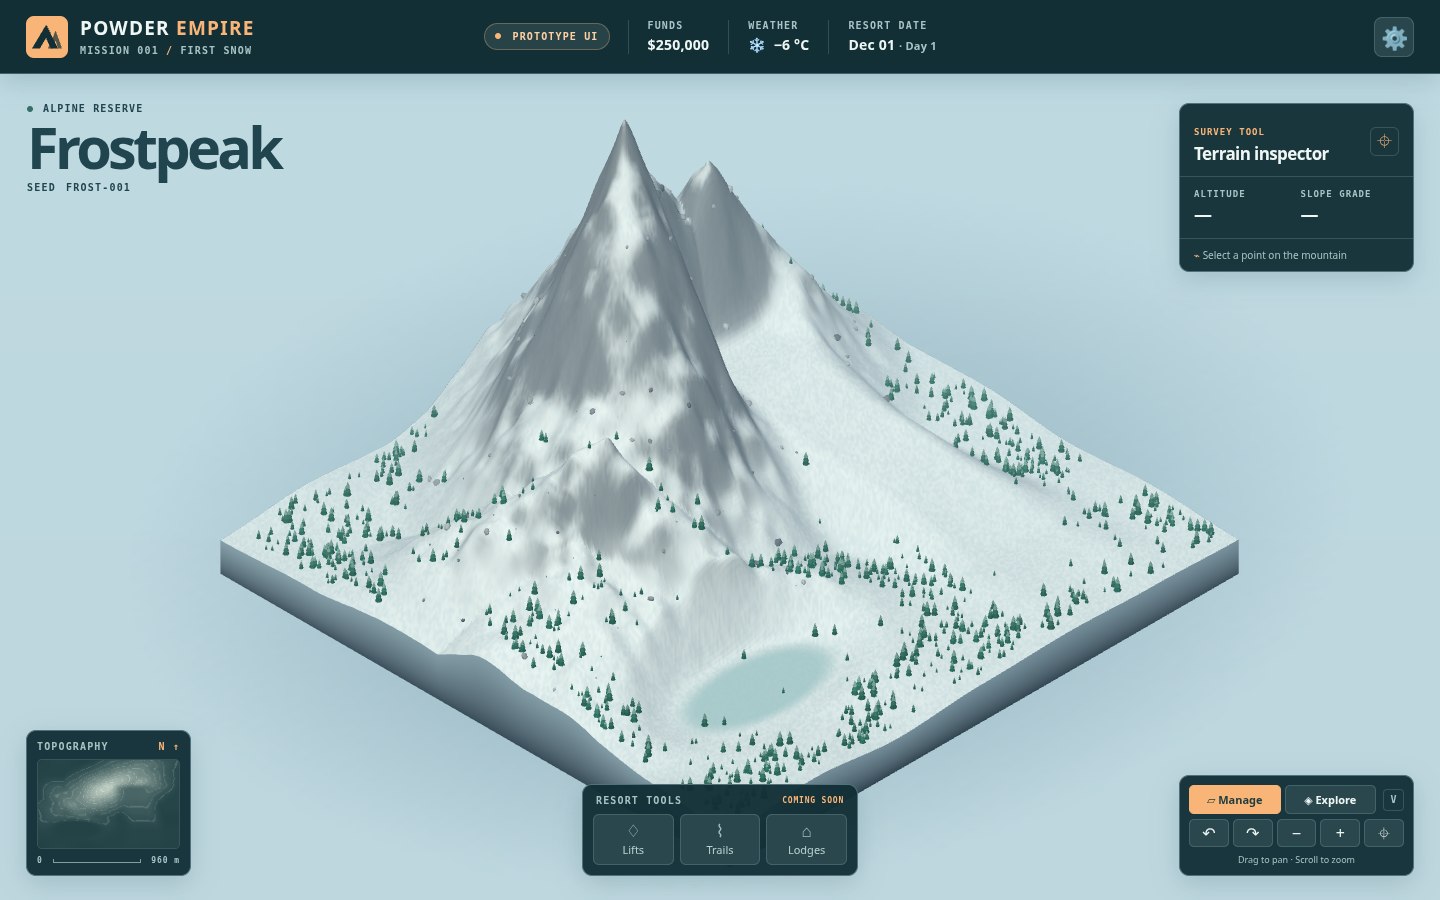 POWDER EMPIRE
MISSION 001 / FIRST SNOW
PROTOTYPE UI
FUNDS
$250,000
WEATHER
−6 °C
RESORT DATE
Dec 01 · Day 1
ALPINE RESERVE
Frostpeak
SEED FROST-001
SURVEY TOOL
Terrain inspector
ALTITUDE
—
SLOPE GRADE
—
Select a point on the mountain
TOPOGRAPHY
N ↑
0
960 m
RESORT TOOLS
COMING SOON
Lifts
Trails
Lodges
Manage
Explore
V
Drag to pan · Scroll to zoom